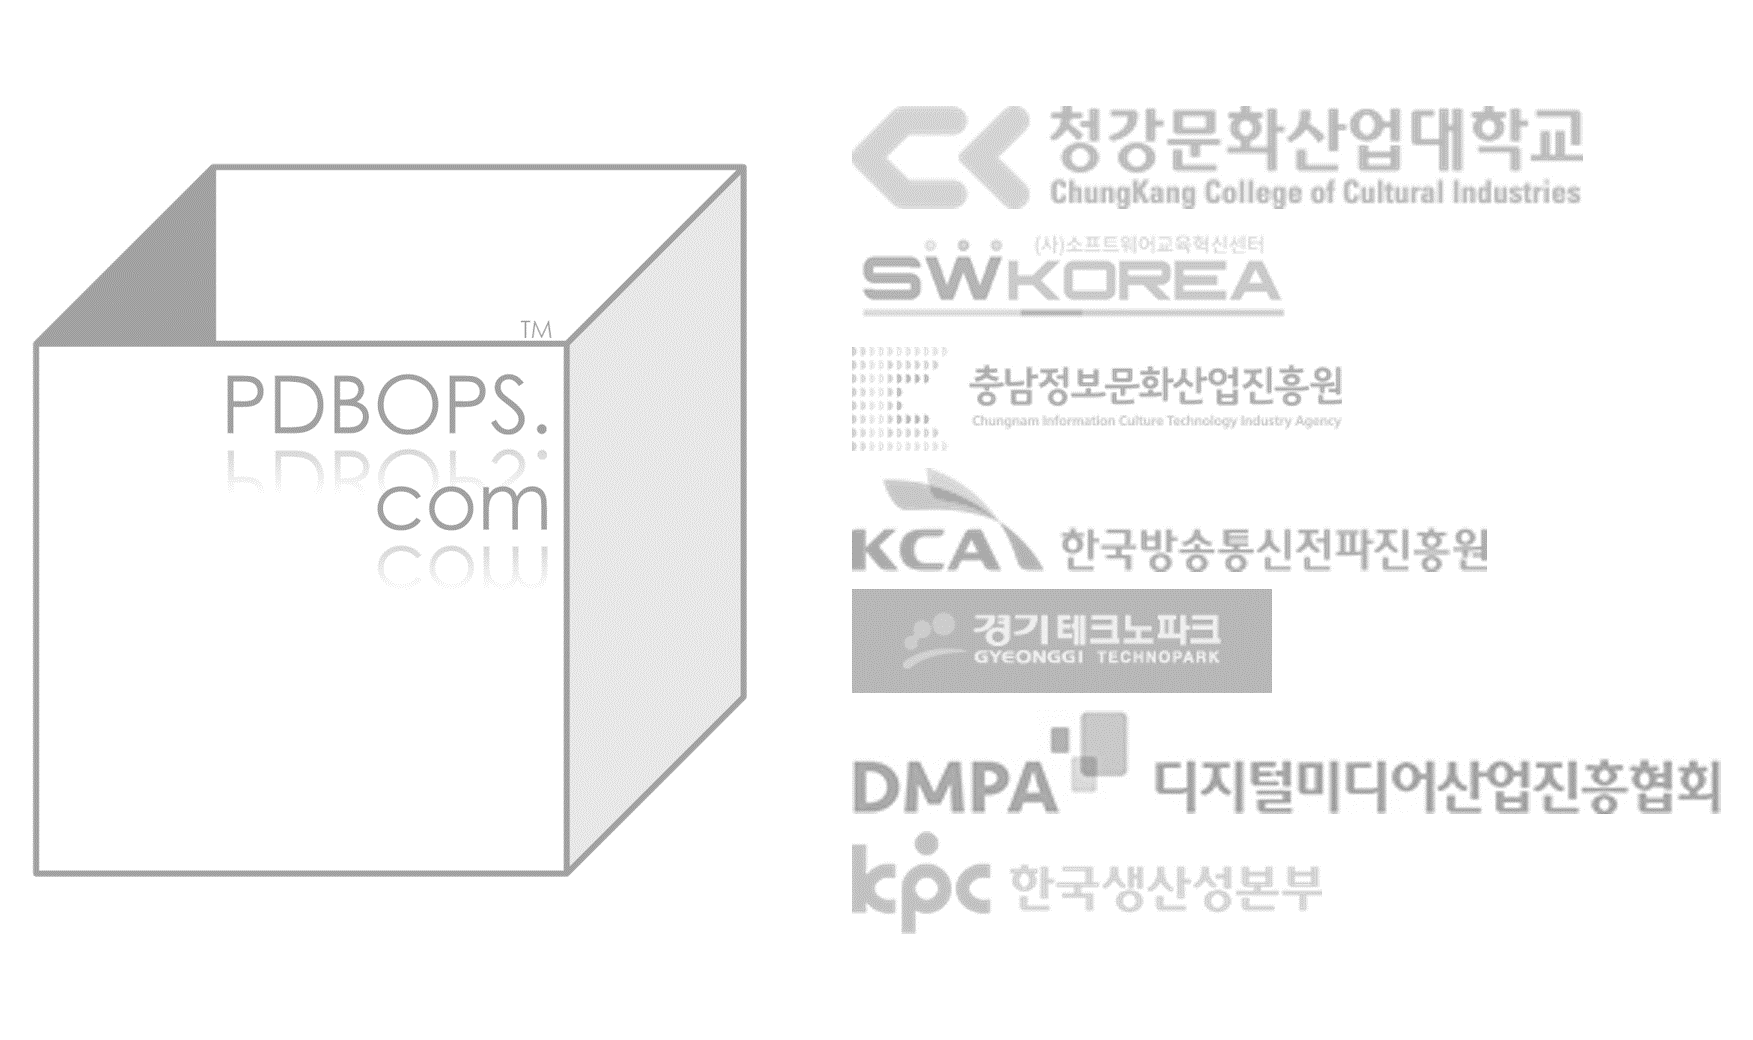 TM
PDBOPS.
com
청강문화산업대학교
ChungKang College of Cultural Industries
(사)소프트웨어교육혁신센터
SWKOREA
충남정보문화산업진흥원
Chungnam Information Culture Technology Industry Agency
KCA 한국방송통신전파진흥원
경기테크노파크
GYEONGGI TECHNOPARK
DMPA 디지털미디어산업진흥협회
kpc 한국생산성본부